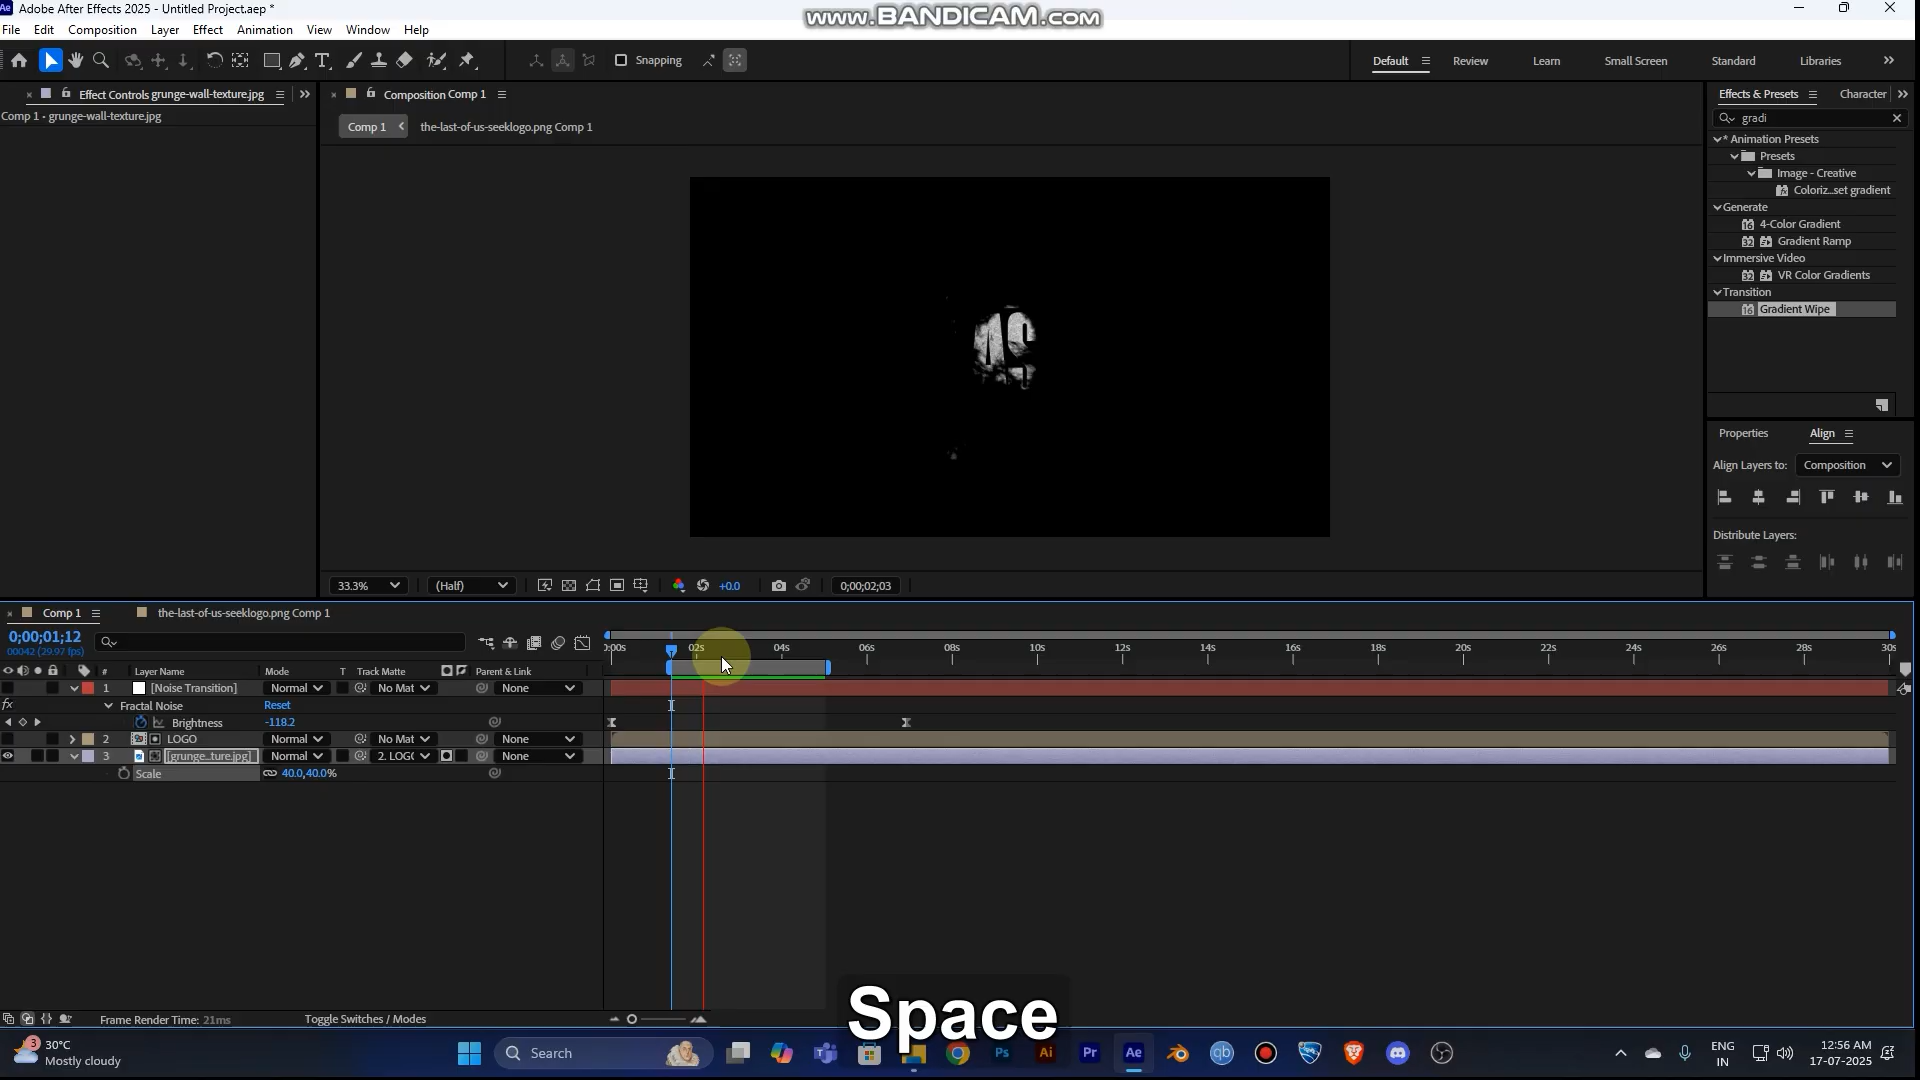 Adobe After Effects 2025 - Untitled Project.aep *
www.BANDICAM.com
File Edit Composition Layer Effect Animation View Window Help
Snapping
Default Review Learn Small Screen Standard Libraries
Effect Controls grunge-wall-texture.jpg
Comp 1 • grunge-wall-texture.jpg
Composition Comp 1
Comp 1 the-last-of-us-seeklogo.png Comp 1
Effects & Presets Character
gradi
* Animation Presets
Presets
Image - Creative
Coloriz...set gradient
Generate
4-Color Gradient
Gradient Ramp
Immersive Video
VR Color Gradients
Transition
Gradient Wipe
AS
Properties Align
Align Layers to: Composition
Distribute Layers:
33.3% (Half) +0.0 0;00;02;03
Comp 1 the-last-of-us-seeklogo.png Comp 1
0;00;01;12
00042 (29.97 fps)
:00s 02s 04s 06s 08s 10s 12s 14s 16s 18s 20s 22s 24s 26s 28s 30s
# Layer Name Mode T Track Matte Parent & Link
1 [Noise Transition] Normal No Mat None
fx Fractal Noise Reset
Brightness -118.2
2 LOGO Normal No Mat None
3 [grunge...ture.jpg] Normal 2. LOGO None
Scale 40.0,40.0%
Space
Frame Render Time: 21ms Toggle Switches / Modes
3 30°C
Mostly cloudy
Search
Ps Ai Pr Ae qb
ENG
IN
12:56 AM
17-07-2025